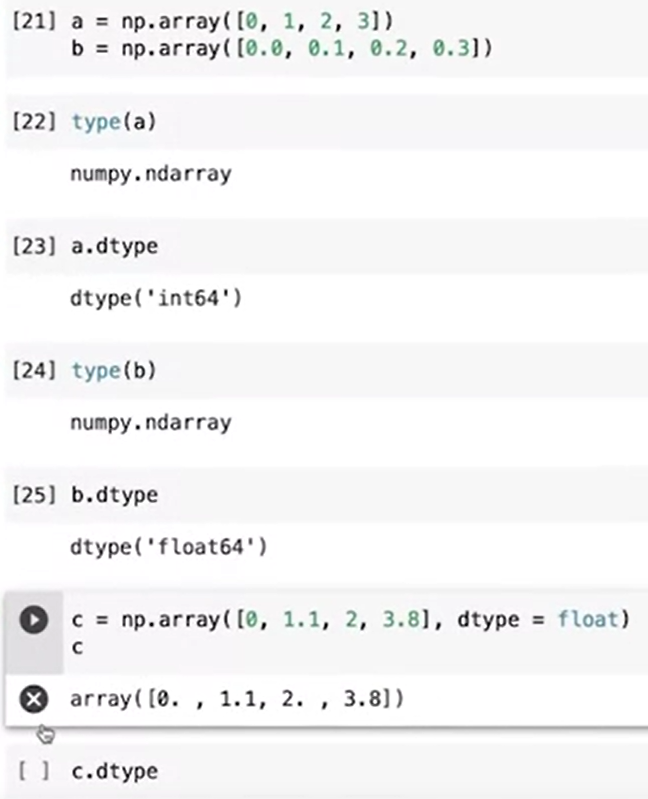 [21] a = np.array([0, 1, 2, 3])
b = np.array([0.0, 0.1, 0.2, 0.3])
[22] type(a)
numpy.ndarray
[23] a.dtype
dtype('int64')
[24] type(b)
numpy.ndarray
[25] b.dtype
dtype('float64')
c = np.array([0, 1.1, 2, 3.8], dtype = float)
c
array([0. , 1.1, 2. , 3.8])
[ ] c.dtype